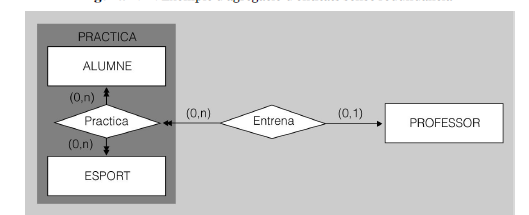 PRACTICA
ALUMNE
(0,n)
Practica
(0,n)
ESPORT
(0,n)
Entrena
(0,1)
PROFESSOR